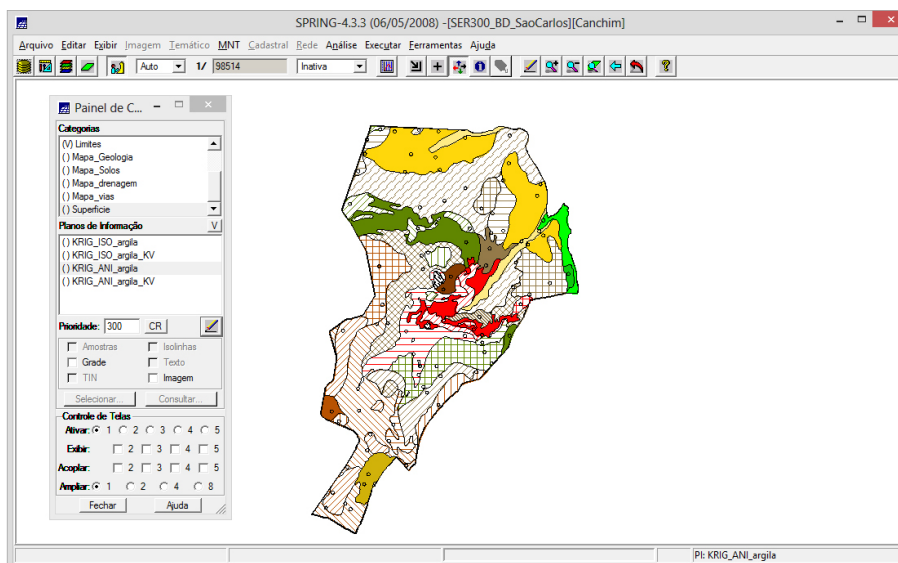 SPRING-4.3.3 (06/05/2008) -[SER300_BD_SaoCarlos][Canchim]
Arquivo Editar Exibir Imagem Temático MNT Cadastral Rede Análise Executar Ferramentas Ajuda
Auto 1/ 98514 Inativa
Painel de C...
Categorias
(V) Limites
( ) Mapa_Geologia
( ) Mapa_Solos
( ) Mapa_drenagem
( ) Mapa_vias
( ) Superficie
Planos de Informação V
( ) KRIG_ISO_argila
( ) KRIG_ISO_argila_KV
( ) KRIG_ANI_argila
( ) KRIG_ANI_argila_KV
Prioridade: 300 CR
Amostras Isolinhas
Grade Texto
TIN Imagem
Selecionar... Consultar...
Controle de Telas
Ativar: 1 2 3 4 5
Exibir: 2 3 4 5
Acoplar: 2 3 4 5
Ampliar: 1 2 4 8
Fechar Ajuda
PI: KRIG_ANI_argila